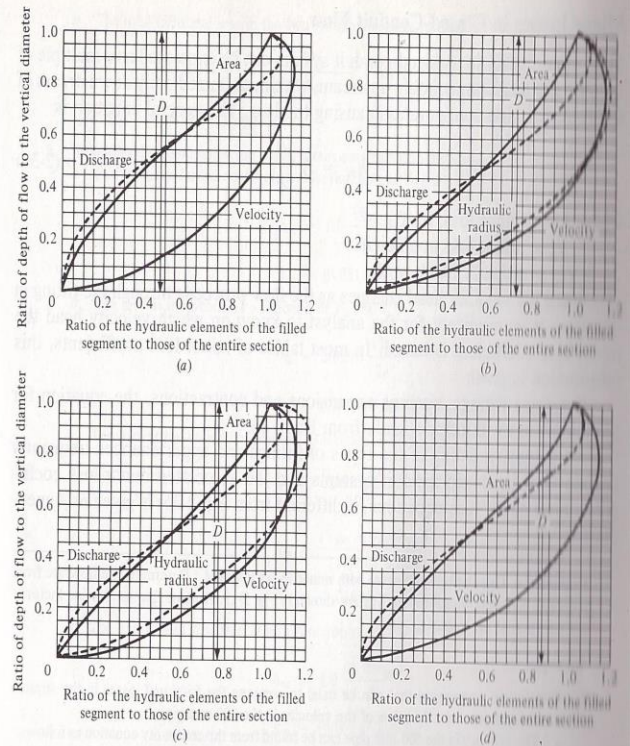 Ratio of depth of flow to the vertical diameter
1.0
0.8
0.6
0.4
0.2
Area
D
Discharge
Velocity
0 0.2 0.4 0.6 0.8 1.0 1.2
Ratio of the hydraulic elements of the filled
segment to those of the entire section
(a)
1.0
0.8
0.6
0.4
0.2
Area
D
Discharge
Hydraulic
radius
Velocity
0 0.2 0.4 0.6 0.8 1.0 1.2
Ratio of the hydraulic elements of the filled
segment to those of the entire section
(b)
Ratio of depth of flow to the vertical diameter
1.0
0.8
0.6
0.4
0.2
Area
D
Discharge
Hydraulic
radius
Velocity
0 0.2 0.4 0.6 0.8 1.0 1.2
Ratio of the hydraulic elements of the filled
segment to those of the entire section
(c)
1.0
0.8
0.6
0.4
0.2
Area
D
Discharge
Velocity
0 0.2 0.4 0.6 0.8 1.0 1.2
Ratio of the hydraulic elements of the filled
segment to those of the entire section
(d)